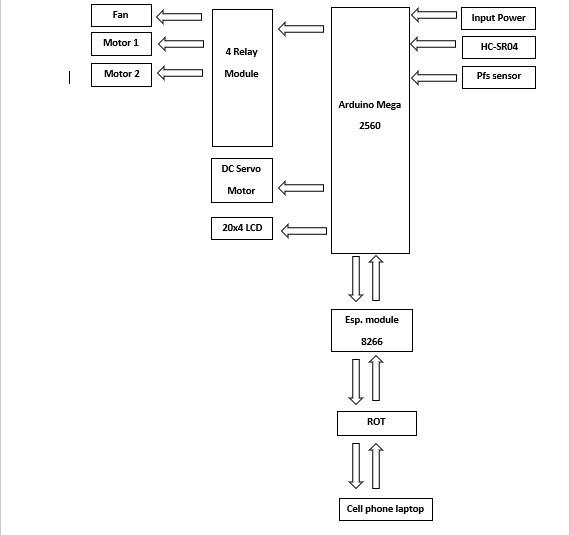 Fan
Motor 1
Motor 2
4 Relay
Module
Arduino Mega
2560
Input Power
HC-SR04
Pfs sensor
DC Servo
Motor
20x4 LCD
Esp. module
8266
ROT
Cell phone laptop